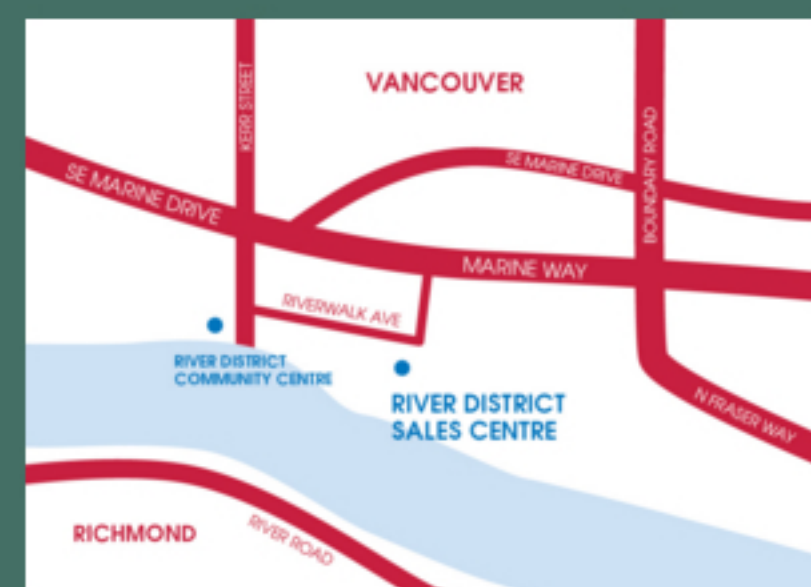 VANCOUVER
KERR STREET
BOUNDARY ROAD
SE MARINE DRIVE
SE MARINE DRIVE
MARINE WAY
RIVERWALK AVE
RIVER DISTRICT
COMMUNITY CENTRE
RIVER DISTRICT
SALES CENTRE
N FRASER WAY
RICHMOND
RIVER ROAD